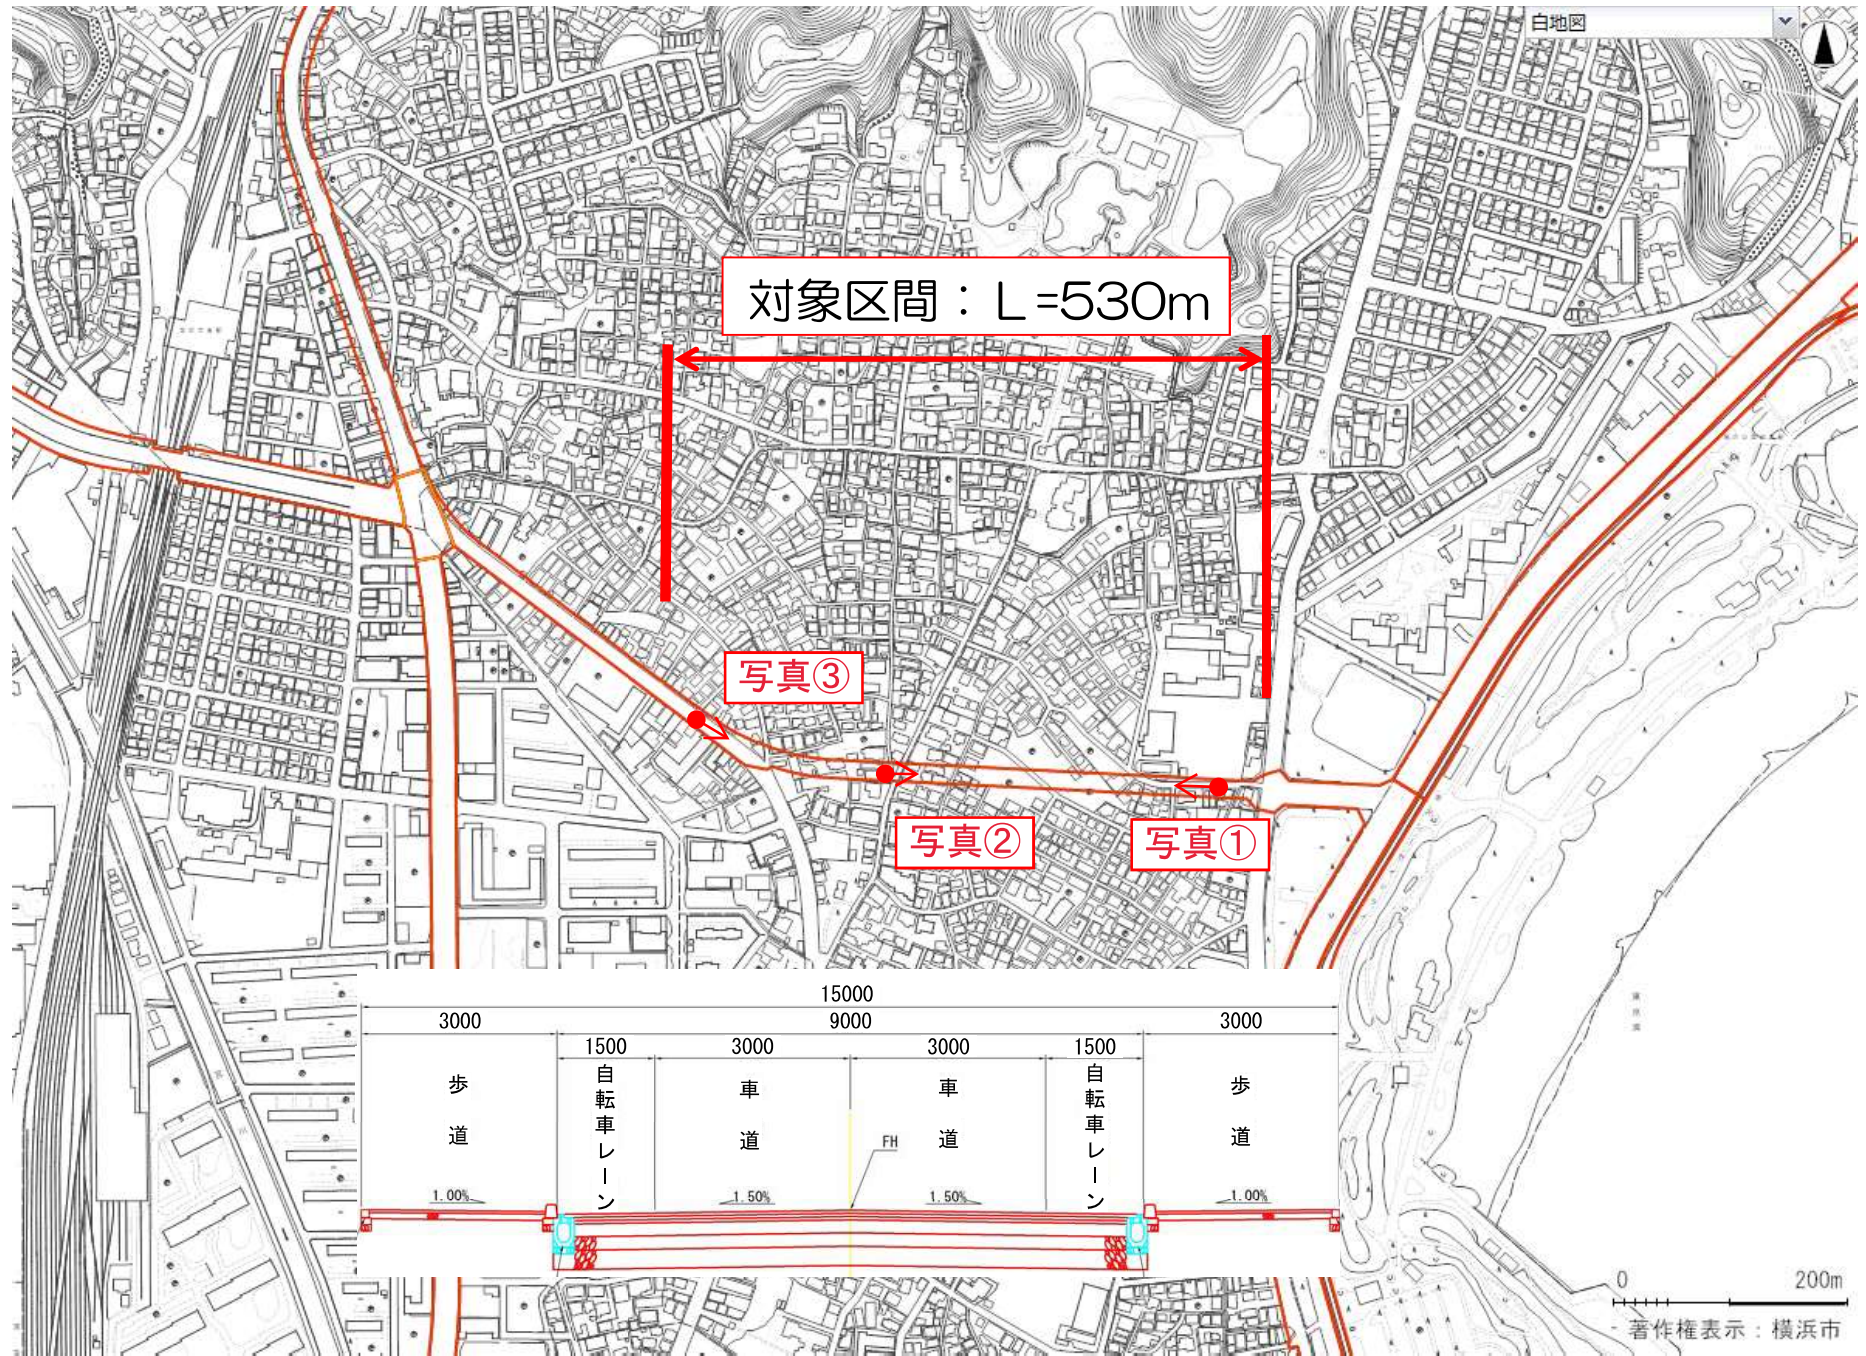 白地図
対象区間：L=530m
写真③
写真②
写真①
15000
3000
9000
3000
1500
3000
3000
1500
歩道
自転車レーン
車道
車道
自転車レーン
歩道
FH
1.00%
1.50%
1.50%
1.00%
0
200m
著作権表示：横浜市